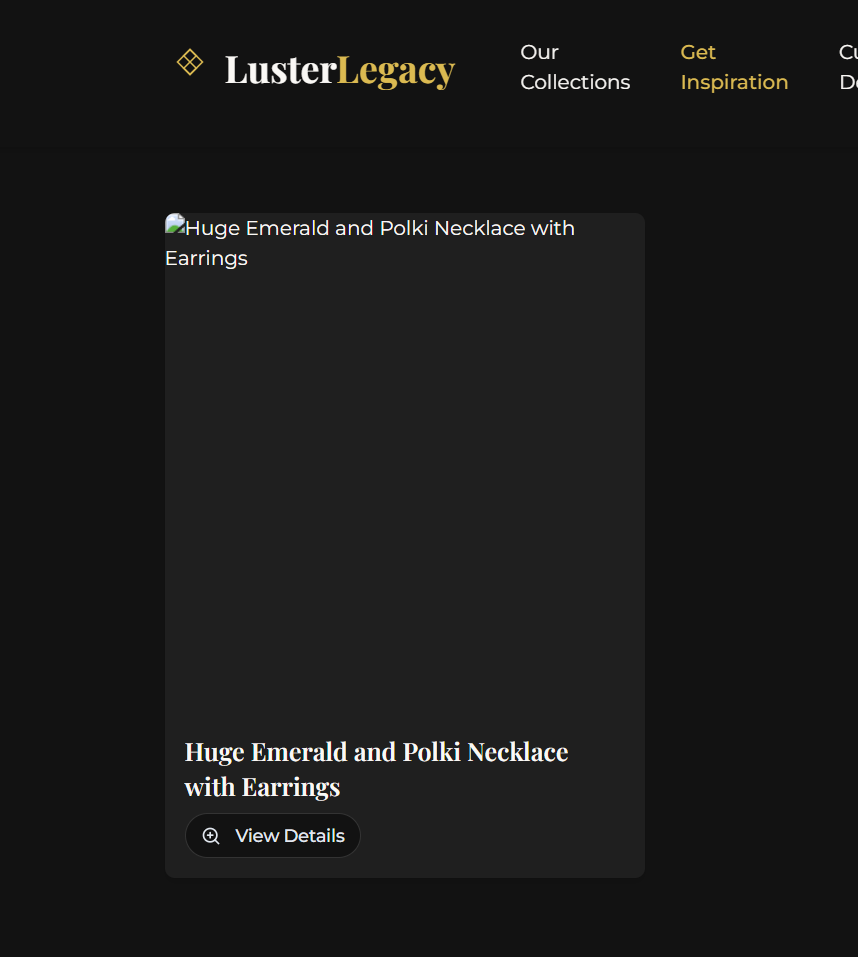 LusterLegacy
Our
Collections
Get
Inspiration
Cu
De
Huge Emerald and Polki Necklace with
Earrings
Huge Emerald and Polki Necklace
with Earrings
View Details